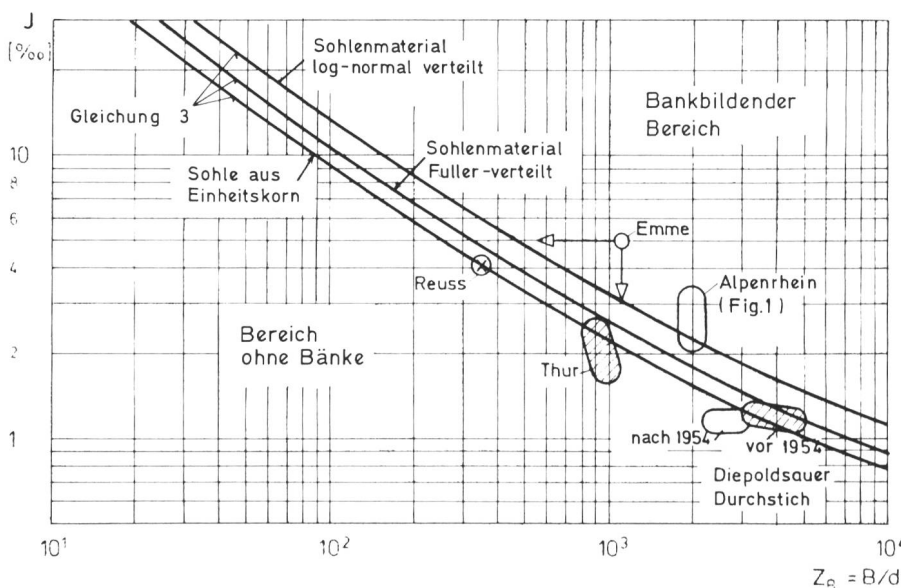 J
[‰]
Sohlenmaterial
log-normal verteilt
Gleichung 3
Bankbildender
Bereich
10
Sohle aus
Einheitskorn
Sohlenmaterial
Fuller-verteilt
8
6
Emme
4
Reuss
Alpenrhein
(Fig.1)
Bereich
ohne Bänke
2
Thur
1
nach 1954
vor 1954
Diepoldsauer
Durchstich
10¹
10²
10³
10⁴
Z_B = B/d